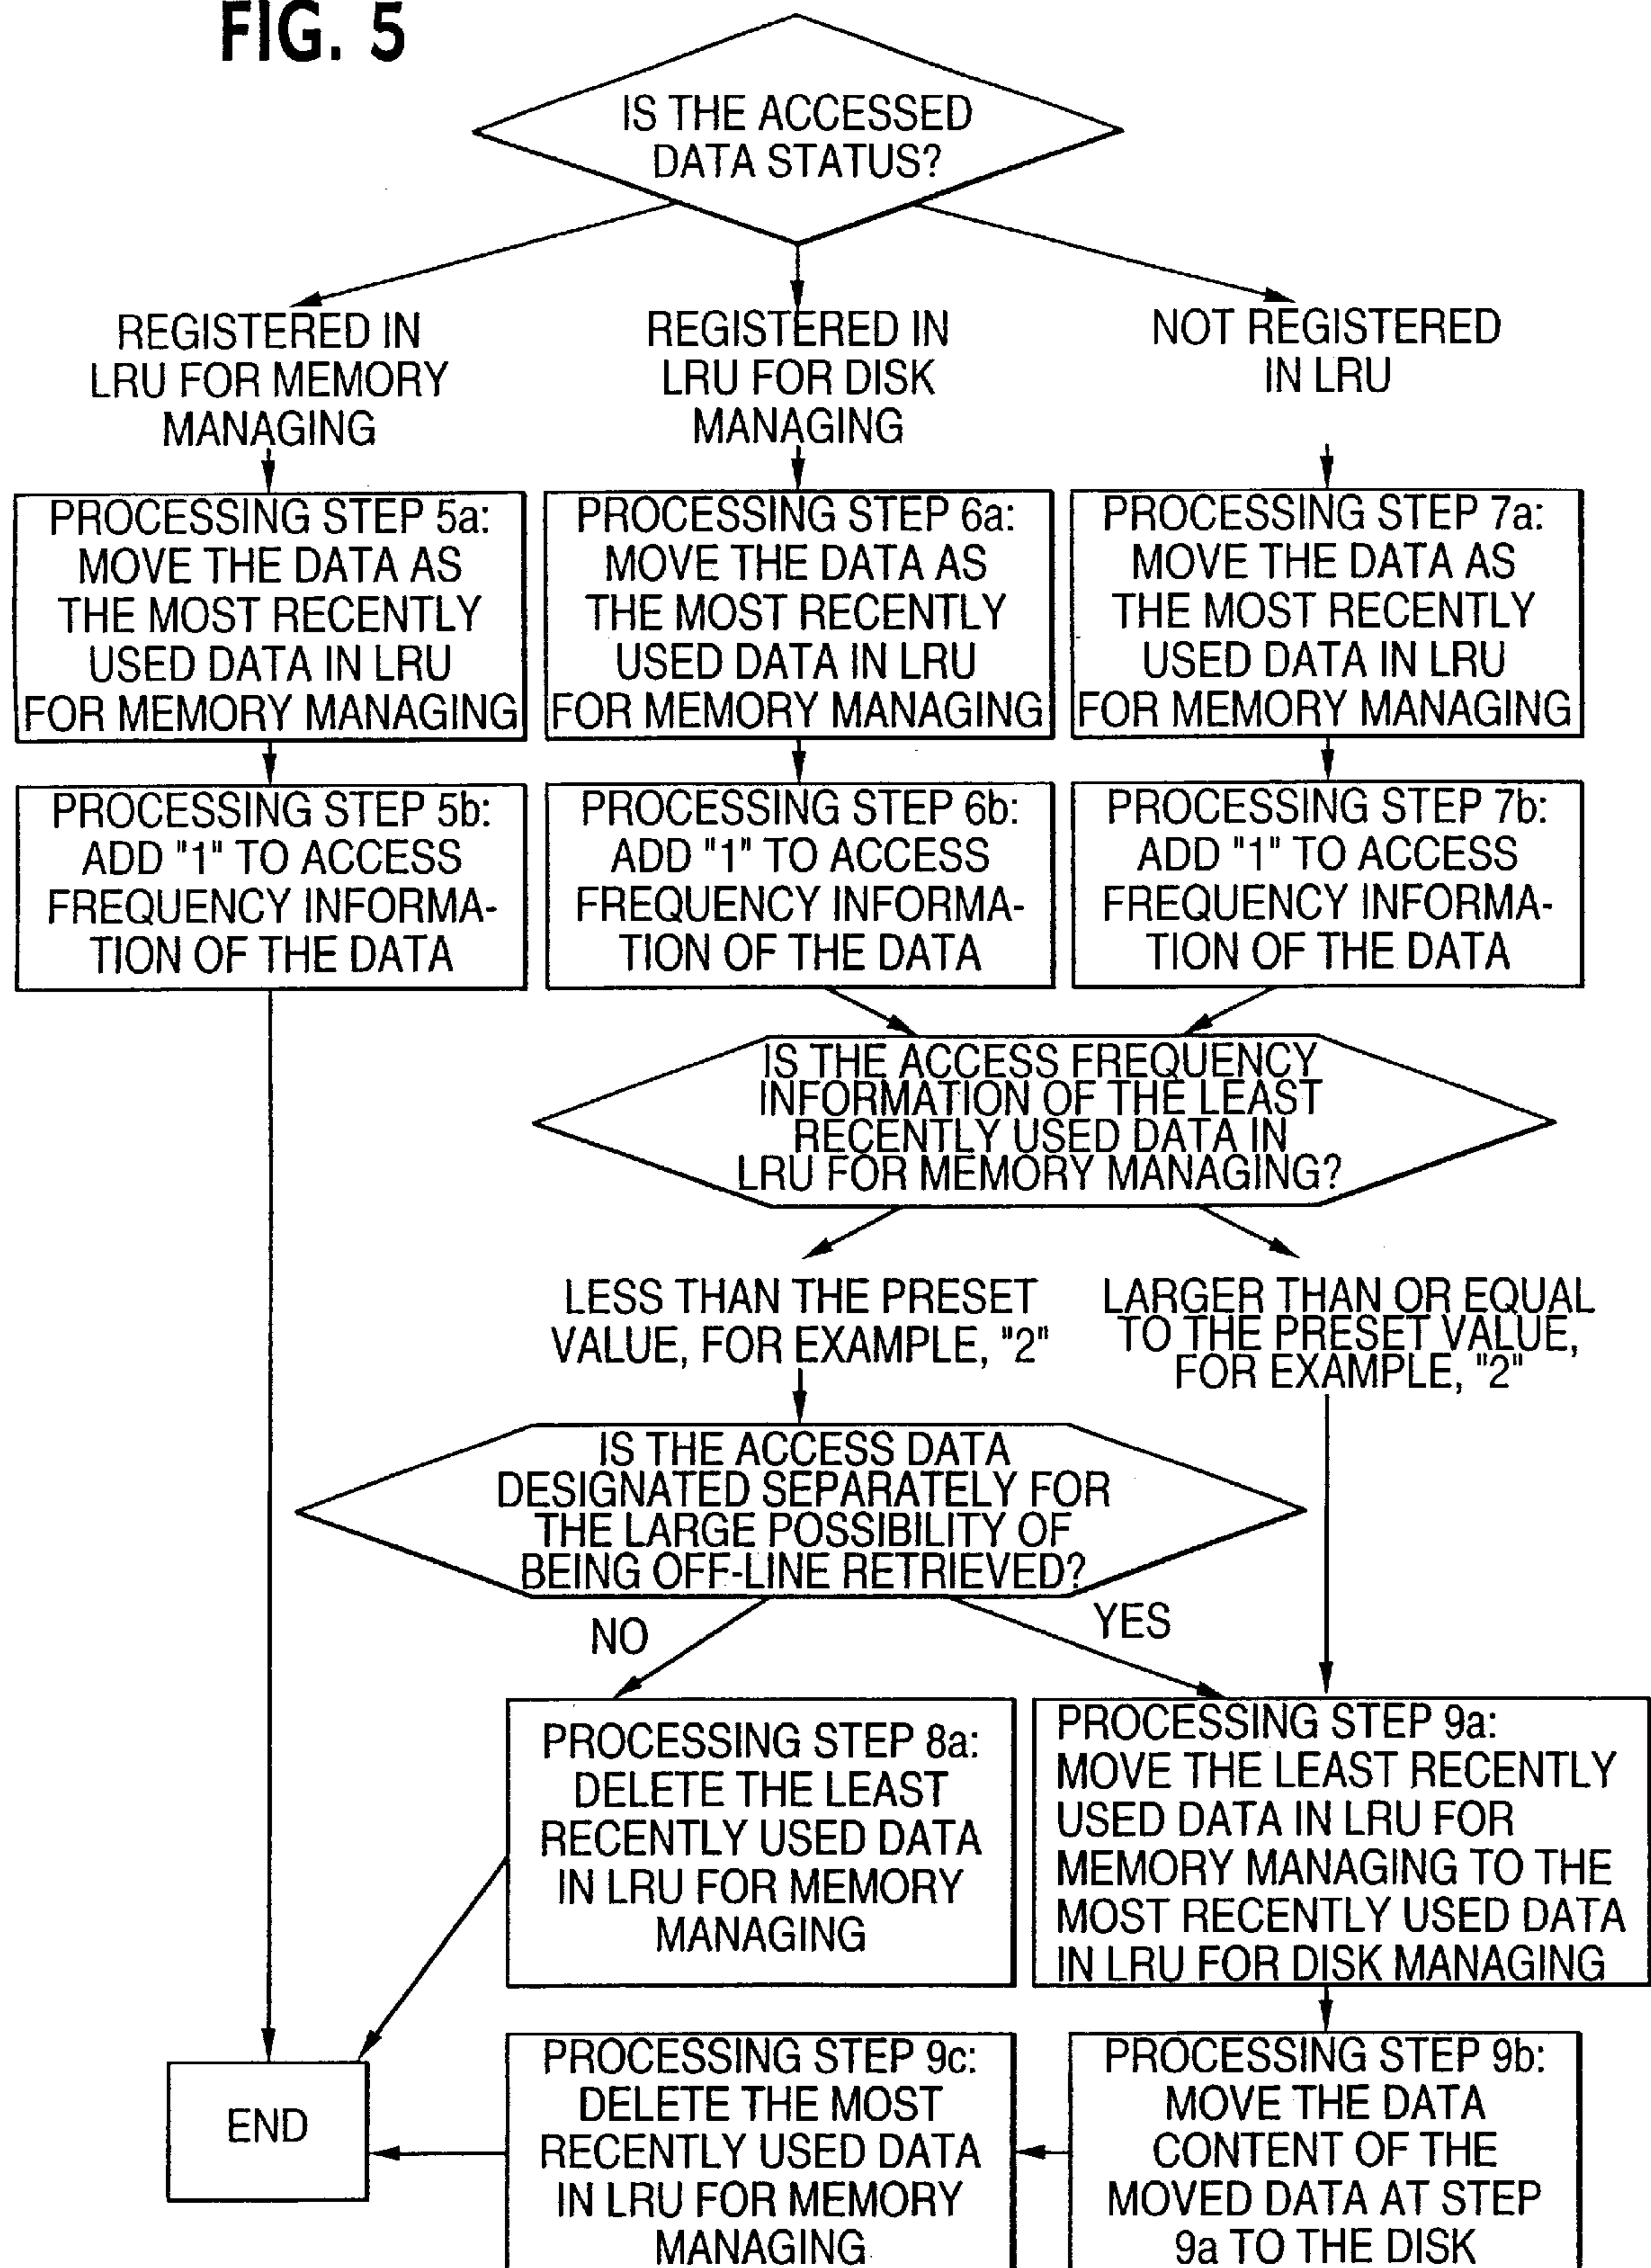 FIG. 5
IS THE ACCESSED
DATA STATUS?
REGISTERED IN
LRU FOR MEMORY
MANAGING
REGISTERED IN
LRU FOR DISK
MANAGING
NOT REGISTERED
IN LRU
PROCESSING STEP 5a:
MOVE THE DATA AS
THE MOST RECENTLY
USED DATA IN LRU
FOR MEMORY MANAGING
PROCESSING STEP 6a:
MOVE THE DATA AS
THE MOST RECENTLY
USED DATA IN LRU
FOR MEMORY MANAGING
PROCESSING STEP 7a:
MOVE THE DATA AS
THE MOST RECENTLY
USED DATA IN LRU
FOR MEMORY MANAGING
PROCESSING STEP 5b:
ADD "1" TO ACCESS
FREQUENCY INFORMA-
TION OF THE DATA
PROCESSING STEP 6b:
ADD "1" TO ACCESS
FREQUENCY INFORMA-
TION OF THE DATA
PROCESSING STEP 7b:
ADD "1" TO ACCESS
FREQUENCY INFORMA-
TION OF THE DATA
IS THE ACCESS FREQUENCY
INFORMATION OF THE LEAST
RECENTLY USED DATA IN
LRU FOR MEMORY MANAGING?
LESS THAN THE PRESET
VALUE, FOR EXAMPLE, "2"
LARGER THAN OR EQUAL
TO THE PRESET VALUE,
FOR EXAMPLE, "2"
IS THE ACCESS DATA
DESIGNATED SEPARATELY FOR
THE LARGE POSSIBILITY OF
BEING OFF-LINE RETRIEVED?
NO
YES
PROCESSING STEP 8a:
DELETE THE LEAST
RECENTLY USED DATA
IN LRU FOR MEMORY
MANAGING
PROCESSING STEP 9a:
MOVE THE LEAST RECENTLY
USED DATA IN LRU FOR
MEMORY MANAGING TO THE
MOST RECENTLY USED DATA
IN LRU FOR DISK MANAGING
END
PROCESSING STEP 9c:
DELETE THE MOST
RECENTLY USED DATA
IN LRU FOR MEMORY
MANAGING
PROCESSING STEP 9b:
MOVE THE DATA
CONTENT OF THE
MOVED DATA AT STEP
9a TO THE DISK